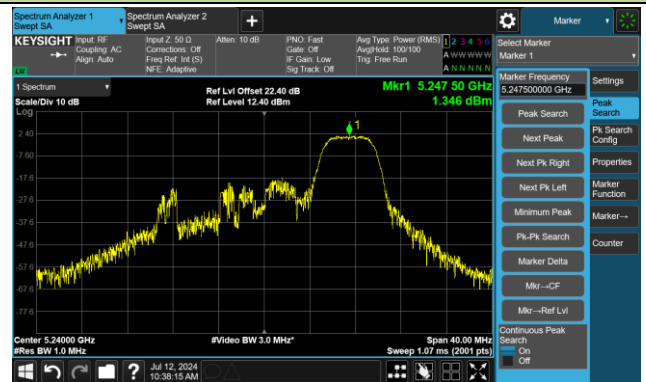 Spectrum Analyzer 1
Swept SA
Spectrum Analyzer 2
Swept SA
+
Marker
KEYSIGHT
Input: RF
Coupling: AC
Align: Auto
Input Z: 50 Ω
Corrections: Off
Freq Ref: Int (S)
NFE: Adaptive
Atten: 10 dB
PNO: Fast
Gate: Off
IF Gain: Low
Sig Track: Off
Avg Type: Power (RMS)
Avg|Hold: 100/100
Trig: Free Run
1 2 3 4 5 6
A W W W W W
A N N N N N
Select Marker
Marker 1
1 Spectrum
Scale/Div 10 dB
Log
Ref Lvl Offset 22.40 dB
Ref Level 12.40 dBm
Mkr1 5.247 50 GHz
1.346 dBm
1
2.40
-7.60
-17.6
-27.6
-37.6
-47.6
-57.6
-67.6
-77.6
Center 5.24000 GHz
#Res BW 1.0 MHz
#Video BW 3.0 MHz*
Span 40.00 MHz
Sweep 1.07 ms (2001 pts)
Marker Frequency
5.247500000 GHz
Peak Search
Next Peak
Next Pk Right
Next Pk Left
Minimum Peak
Pk-Pk Search
Marker Delta
Mkr→CF
Mkr→Ref Lvl
Continuous Peak
Search
On
Off
Settings
Peak
Search
Pk Search
Config
Properties
Marker
Function
Marker→
Counter
?
Jul 12, 2024
10:38:15 AM